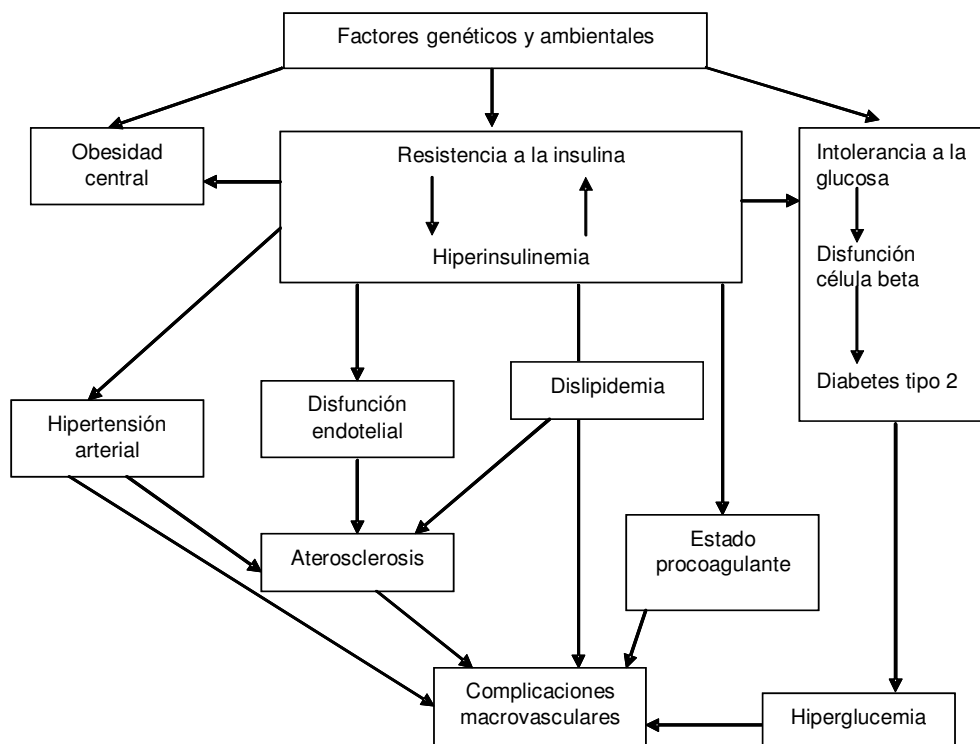 Factores genéticos y ambientales
Obesidad
central
Resistencia a la insulina
Hiperinsulinemia
Intolerancia a la
glucosa
Disfunción
célula beta
Diabetes tipo 2
Hipertensión
arterial
Disfunción
endotelial
Dislipidemia
Aterosclerosis
Estado
procoagulante
Complicaciones
macrovasculares
Hiperglucemia